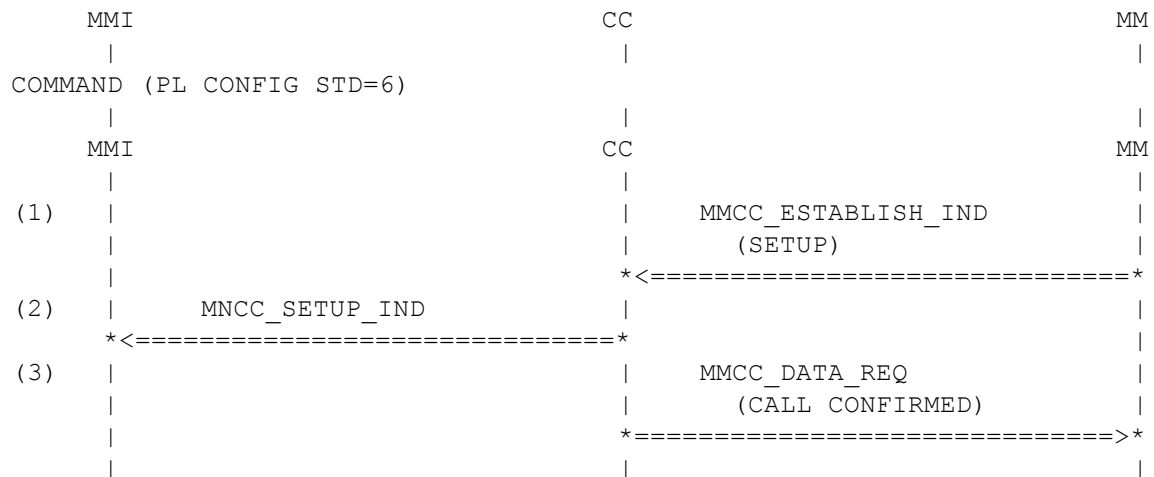 MMI CC MM
| | |
COMMAND (PL CONFIG STD=6)
| | |
MMI CC MM
| | |
(1) | | MMCC_ESTABLISH_IND |
| | (SETUP) |
| *<==============================*
(2) | MNCC_SETUP_IND | |
*<==============================* |
(3) | | MMCC_DATA_REQ |
| | (CALL CONFIRMED) |
| *==============================>*
| | |